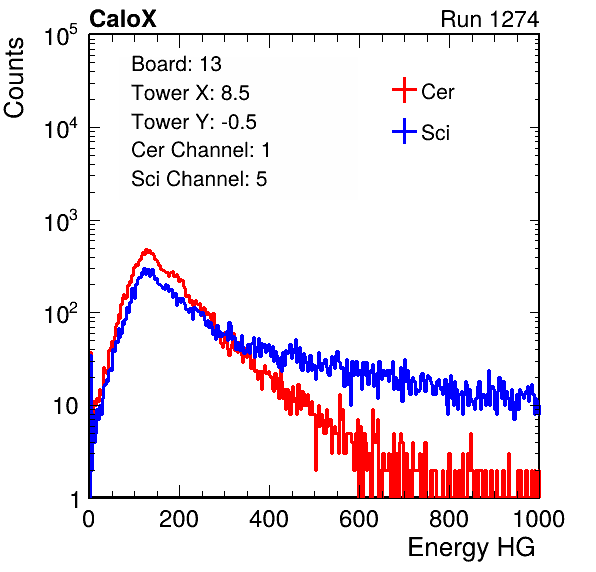 CaloX Run 1274
Counts
10^5
10^4
10^3
10^2
10
1
Board: 13
Tower X: 8.5
Tower Y: -0.5
Cer Channel: 1
Sci Channel: 5
Cer
Sci
0 200 400 600 800 1000
Energy HG